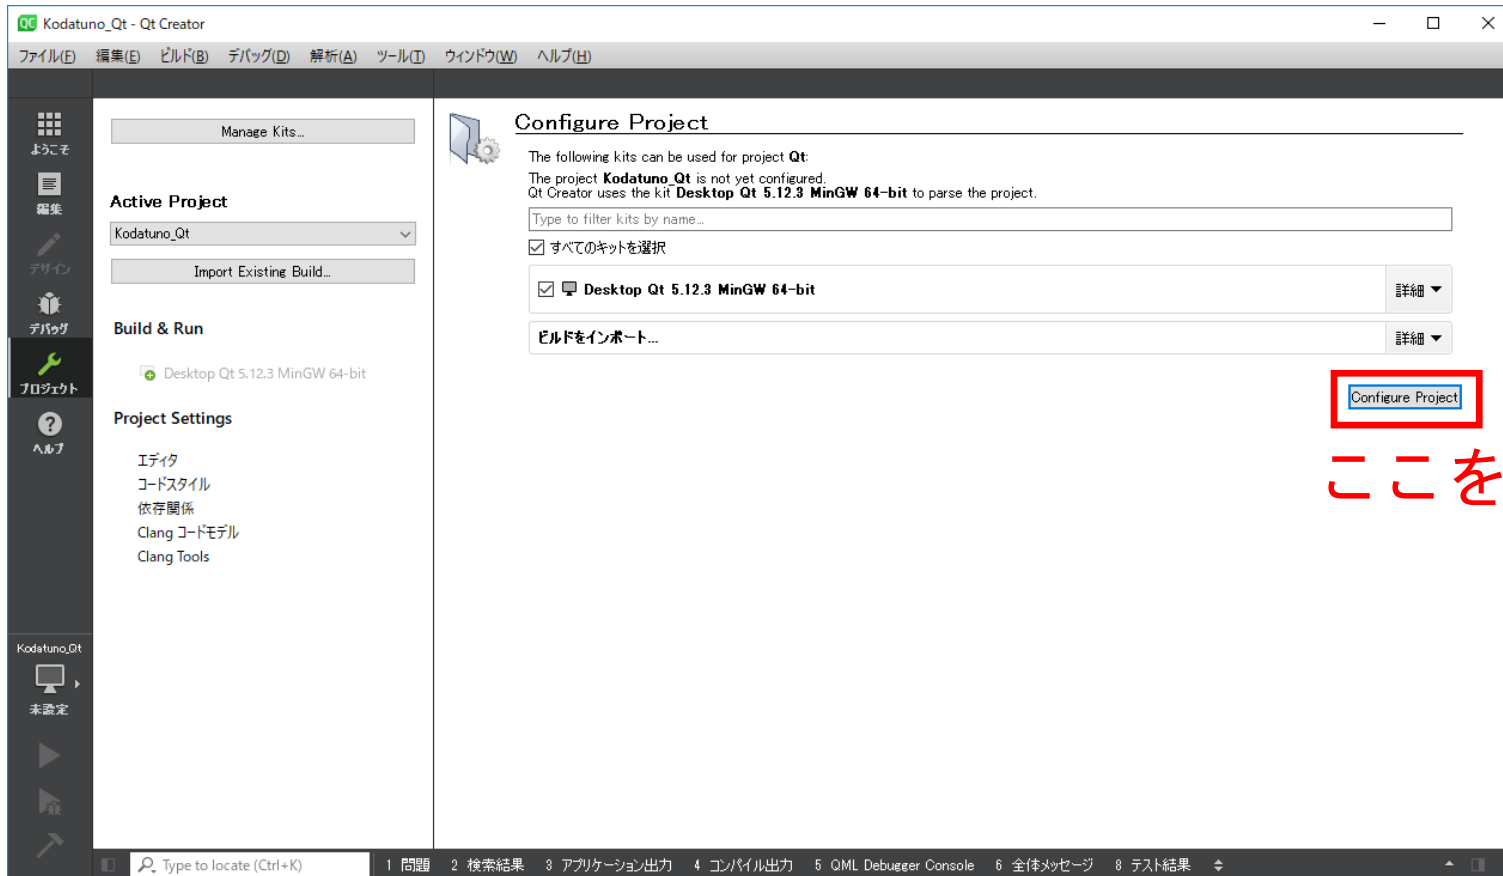 Kodatuno_Qt - Qt Creator
ファイル(F) 編集(E) ビルド(B) デバッグ(D) 解析(A) ツール(T) ウィンドウ(W) ヘルプ(H)
ようこそ
編集
デザイン
デバッグ
プロジェクト
ヘルプ
Kodatuno_Qt
未設定
Manage Kits...
Active Project
Kodatuno_Qt
Import Existing Build...
Build & Run
Desktop Qt 5.12.3 MinGW 64-bit
Project Settings
エディタ
コードスタイル
依存関係
Clang コードモデル
Clang Tools
Configure Project
The following kits can be used for project Qt:
The project Kodatuno_Qt is not yet configured.
Qt Creator uses the kit Desktop Qt 5.12.3 MinGW 64-bit to parse the project.
Type to filter kits by name...
すべてのキットを選択
Desktop Qt 5.12.3 MinGW 64-bit 詳細
ビルドをインポート... 詳細
Configure Project
ここを
Type to locate (Ctrl+K) 1 問題 2 検索結果 3 アプリケーション出力 4 コンパイル出力 5 QML Debugger Console 6 全体メッセージ 8 テスト結果